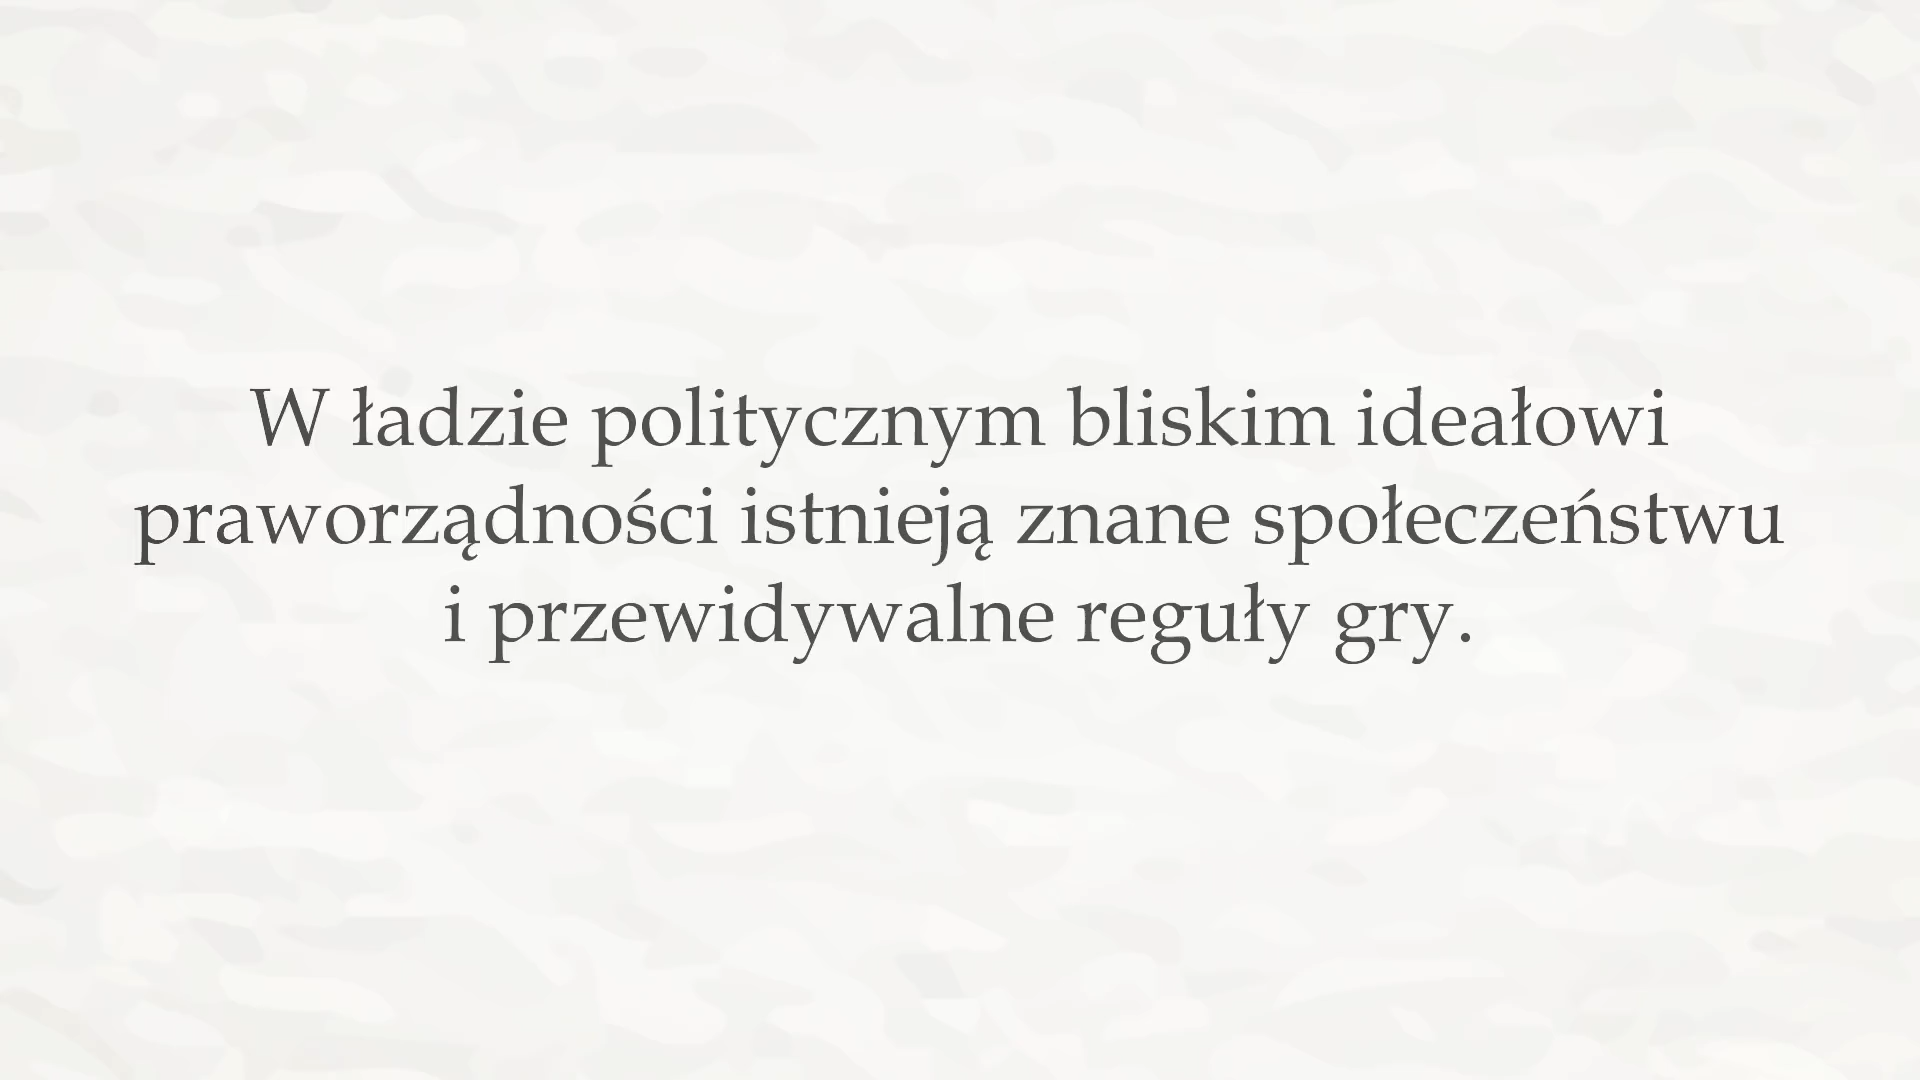 W ładzie politycznym bliskim ideałowi
praworządności istnieją znane społeczeństwu
i przewidywalne reguły gry.